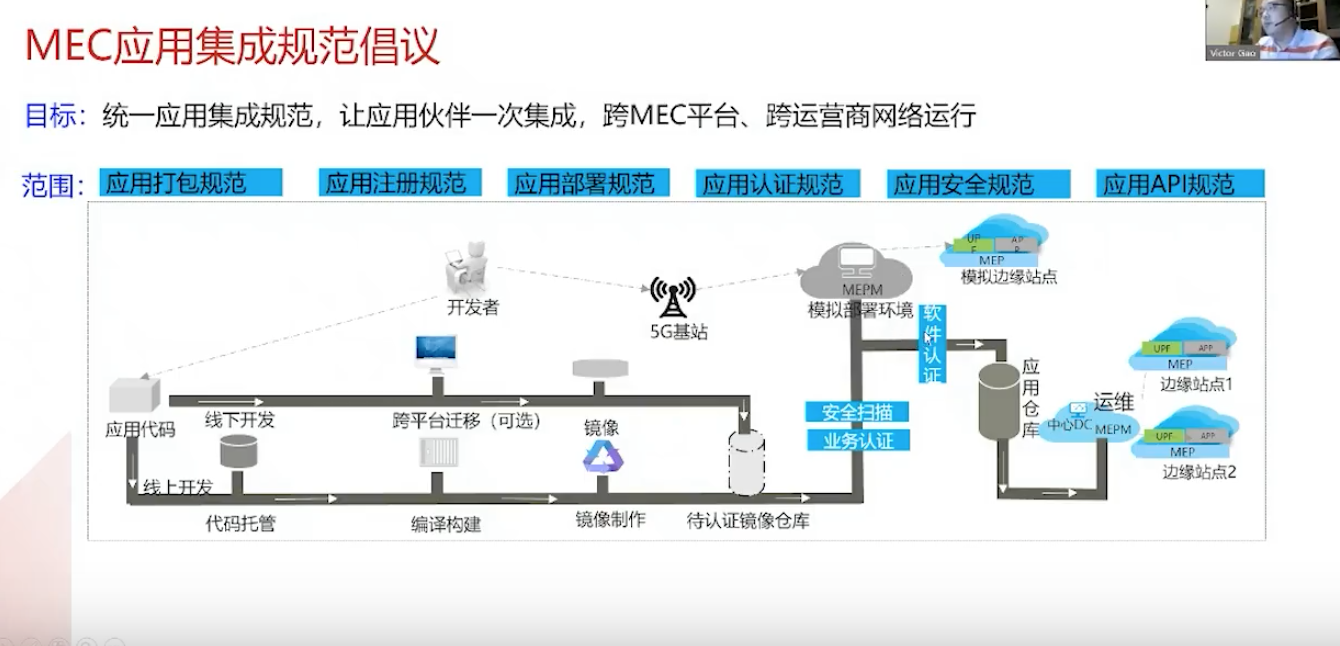 MEC应用集成规范倡议
Victor Gao
目标：统一应用集成规范，让应用伙伴一次集成，跨MEC平台、跨运营商网络运行
范围：
应用打包规范
应用注册规范
应用部署规范
应用认证规范
应用安全规范
应用API规范
开发者
5G基站
MEPM
模拟部署环境
UP
F
AP
P
MEP
模拟边缘站点
软件认证
应用代码
线下开发
跨平台迁移（可选）
镜像
安全扫描
业务认证
应用仓库
运维
中心DC
MEPM
UPF
APP
MEP
边缘站点1
UPF
APP
MEP
边缘站点2
线上开发
代码托管
编译构建
镜像制作
待认证镜像仓库